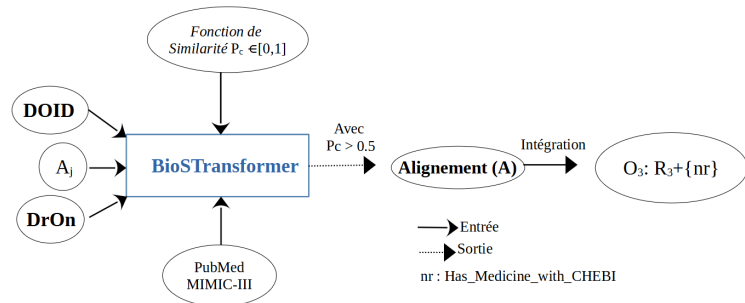 Fonction de
Similarité Pc ∈[0,1]
DOID
Aj
DrOn
BioSTransformer
PubMed
MIMIC-III
Avec
Pc > 0.5
Alignement (A)
Intégration
O3: R3+{nr}
Entrée
Sortie
nr : Has_Medicine_with_CHEBI